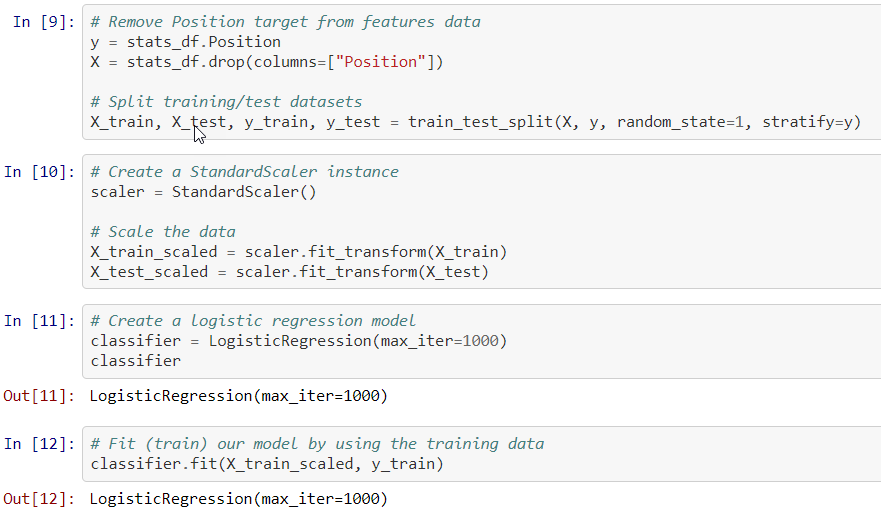 In [9]: # Remove Position target from features data
y = stats_df.Position
X = stats_df.drop(columns=["Position"])
# Split training/test datasets
X_train, X_test, y_train, y_test = train_test_split(X, y, random_state=1, stratify=y)
In [10]: # Create a StandardScaler instance
scaler = StandardScaler()
# Scale the data
X_train_scaled = scaler.fit_transform(X_train)
X_test_scaled = scaler.fit_transform(X_test)
In [11]: # Create a logistic regression model
classifier = LogisticRegression(max_iter=1000)
classifier
Out[11]: LogisticRegression(max_iter=1000)
In [12]: # Fit (train) our model by using the training data
classifier.fit(X_train_scaled, y_train)
Out[12]: LogisticRegression(max_iter=1000)